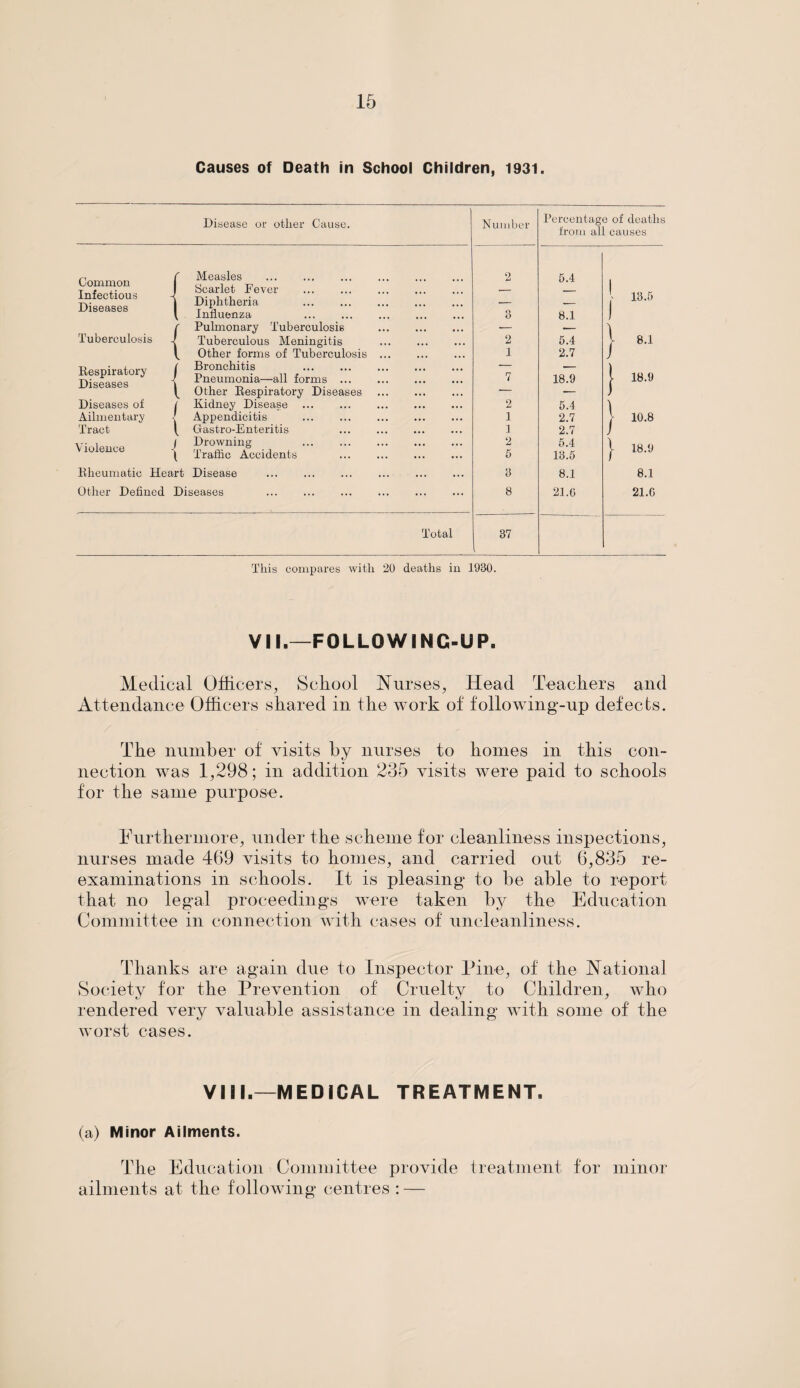 15
Causes of Death in School Children, 1931.
Disease or other Cause. Number Percentage of deaths from all causes
Common Infectious Diseases { Measles ... ... ... ... ... ... 2 5.4
Scarlet Fever ... ... ... ... ... — —
Diphtheria ... ... ... ... ... — —
Influenza ... ... ... ... ... 3 8.1 } 13.5
Tuberculosis { Pulmonary Tuberculosis ... ... ... — —
Tuberculous Meningitis ... ... ... 2 5.4
Other forms of Tuberculosis ... ... ... 1 2.7 } 8.1
Respiratory Diseases { Bronchitis ... ... ... ... ... — —
Pneumonia—all forms ... ... ... ... 7 18.9
Other Respiratory Diseases ... ... ... — — } 18.9
Diseases of Ailmentary Tract { Kidney Disease ... ... ... ... ... 2 5.4
Appendicitis ... ... ... ... ... 1 2.7
Gastro-Enteritis ... ... ... ... 1 2.7 } 10.8
Violence { Drowning ... ... ... ... ... 2 5.4
Traffic Accidents ... ... ... ... 5 13.5 } 18.9
Rheumatic Heart Disease ... ... ... ... ... ... 3 8.1 8.1
Other Defined Diseases ... ... ... ... ... ... 8 21.6 21.6
Total 37
This compares with 20 deaths in 1930.
VII.—FOLLOWING-UP.
Medical Officers, School Nurses, Head Teachers and
Attendance Officers shared in the work of following-up defects.
The number of visits by nurses to homes in this con-
nection was 1,298; in addition 235 visits were paid to schools
for the same purpose.
Furthermore, under the scheme for cleanliness inspections,
nurses made 469 visits to homes, and carried out 6,835 re-
examinations in schools. It is pleasing to be able to report
that no legal proceedings were taken by the Education
Committee in connection with cases of uncleanliness.
Thanks are again due to Inspector Pine, of the National
Society for the Prevention of Cruelty to Children, who
rendered very valuable assistance in dealing with some of the
worst cases.
VIII.—MEDICAL TREATMENT.
(a) Minor Ailments.
The Education Committee provide treatment for minor
ailments at the following centres :—